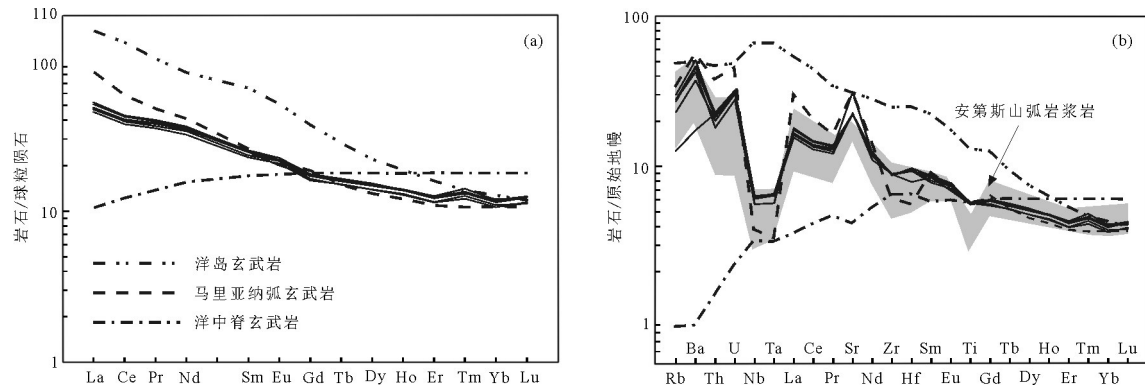 110
100
10
1
岩石/球粒陨石
(a)
洋岛玄武岩
马里亚纳弧玄武岩
洋中脊玄武岩
La Ce Pr Nd Sm Eu Gd Tb Dy Ho Er Tm Yb Lu
100
10
1
岩石/原始地幔
(b)
安第斯山弧岩浆岩
Ba U Ta Ce Sr Zr Sm Ti Tb Ho Tm Lu
Rb Th Nb La Pr Nd Hf Eu Gd Dy Er Yb